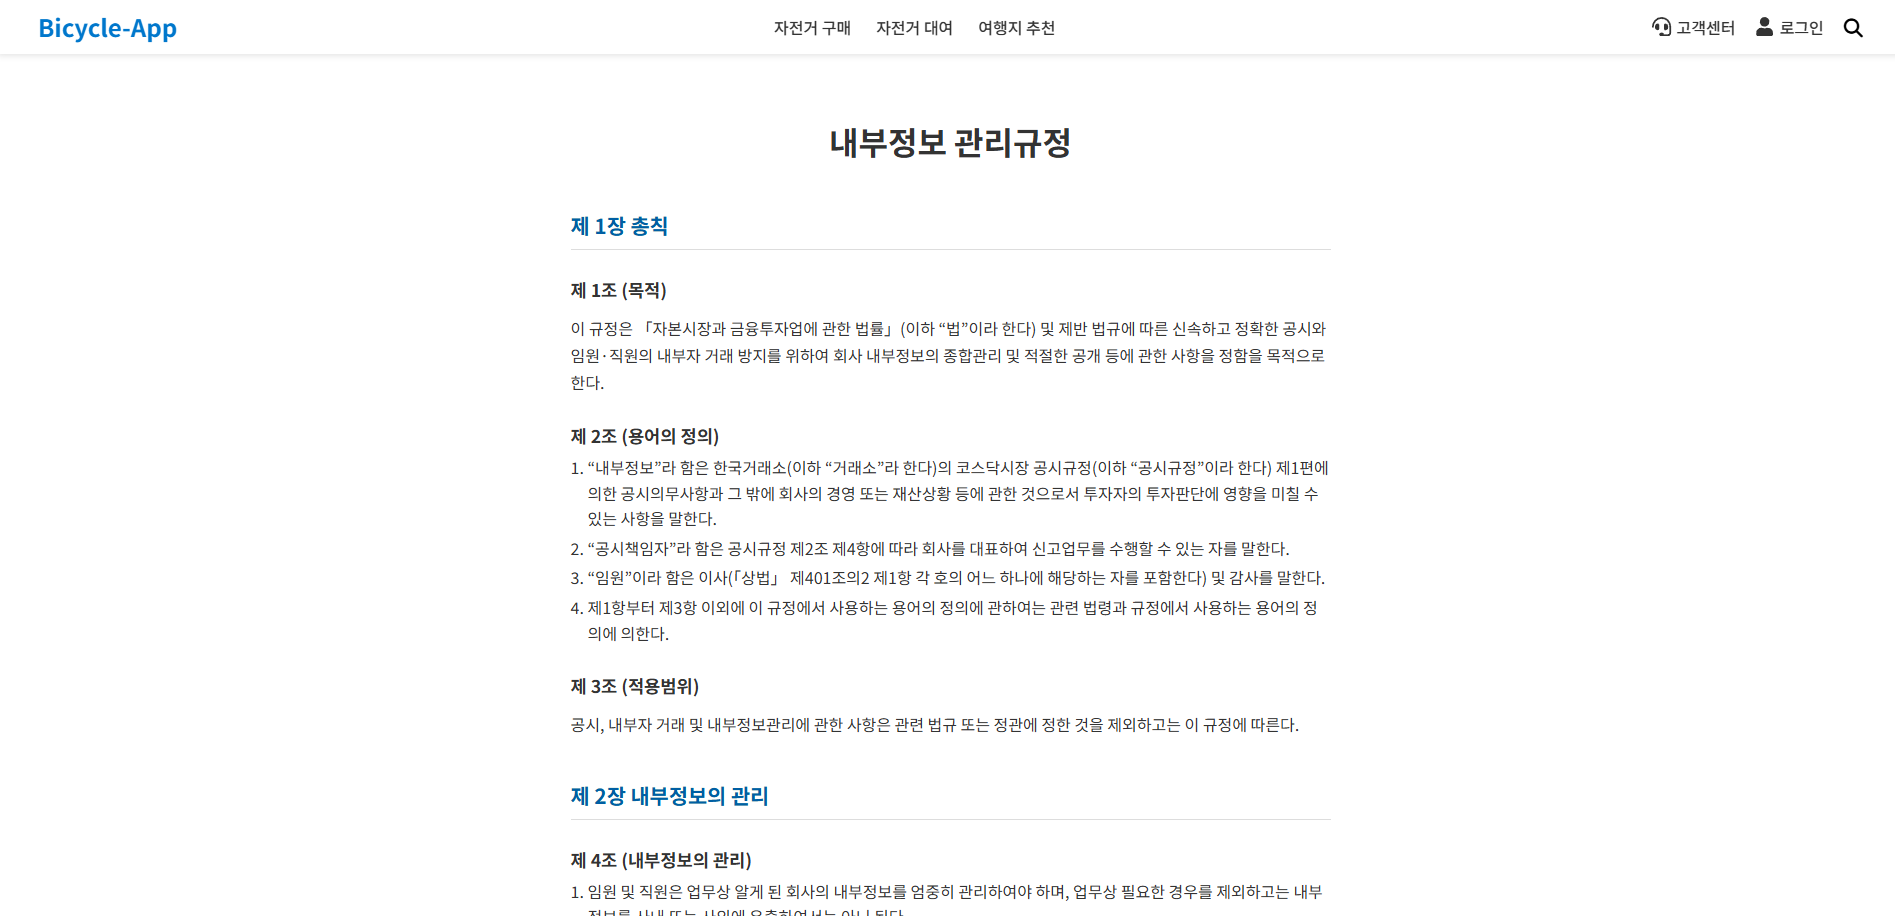 Bicycle-App
자전거 구매 자전거 대여 여행지 추천
고객센터 로그인
내부정보 관리규정
제 1장 총칙
제 1조 (목적)
이 규정은 「자본시장과 금융투자업에 관한 법률」(이하 “법”이라 한다) 및 제반 법규에 따른 신속하고 정확한 공시와
임원·직원의 내부자 거래 방지를 위하여 회사 내부정보의 종합관리 및 적절한 공개 등에 관한 사항을 정함을 목적으로
한다.
제 2조 (용어의 정의)
1. “내부정보”라 함은 한국거래소(이하 “거래소”라 한다)의 코스닥시장 공시규정(이하 “공시규정”이라 한다) 제1편에
의한 공시의무사항과 그 밖에 회사의 경영 또는 재산상황 등에 관한 것으로서 투자자의 투자판단에 영향을 미칠 수
있는 사항을 말한다.
2. “공시책임자”라 함은 공시규정 제2조 제4항에 따라 회사를 대표하여 신고업무를 수행할 수 있는 자를 말한다.
3. “임원”이라 함은 이사(「상법」 제401조의2 제1항 각 호의 어느 하나에 해당하는 자를 포함한다) 및 감사를 말한다.
4. 제1항부터 제3항 이외에 이 규정에서 사용하는 용어의 정의에 관하여는 관련 법령과 규정에서 사용하는 용어의 정
의에 의한다.
제 3조 (적용범위)
공시, 내부자 거래 및 내부정보관리에 관한 사항은 관련 법규 또는 정관에 정한 것을 제외하고는 이 규정에 따른다.
제 2장 내부정보의 관리
제 4조 (내부정보의 관리)
1. 임원 및 직원은 업무상 알게 된 회사의 내부정보를 엄중히 관리하여야 하며, 업무상 필요한 경우를 제외하고는 내부